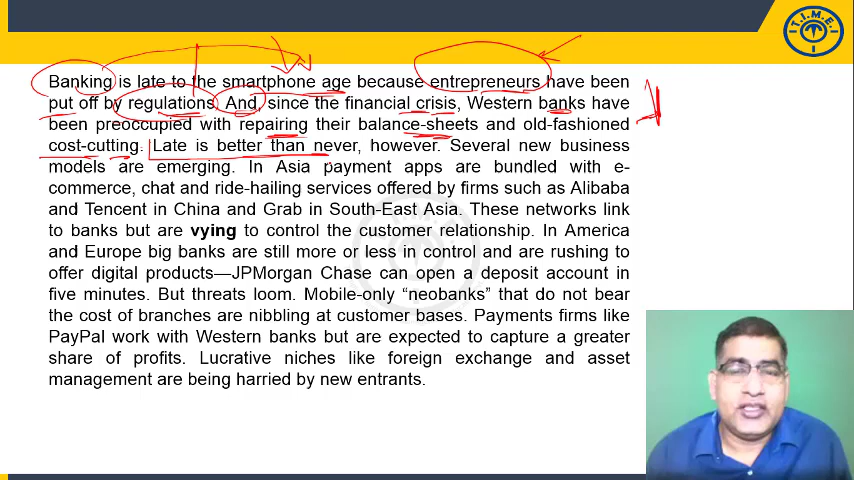 T.I.M.E.
Banking is late to the smartphone age because entrepreneurs have been
put off by regulations. And, since the financial crisis, Western banks have
been preoccupied with repairing their balance-sheets and old-fashioned
cost-cutting. Late is better than never, however. Several new business
models are emerging. In Asia payment apps are bundled with e-
commerce, chat and ride-hailing services offered by firms such as Alibaba
and Tencent in China and Grab in South-East Asia. These networks link
to banks but are vying to control the customer relationship. In America
and Europe big banks are still more or less in control and are rushing to
offer digital products—JPMorgan Chase can open a deposit account in
five minutes. But threats loom. Mobile-only “neobanks” that do not bear
the cost of branches are nibbling at customer bases. Payments firms like
PayPal work with Western banks but are expected to capture a greater
share of profits. Lucrative niches like foreign exchange and asset
management are being harried by new entrants.